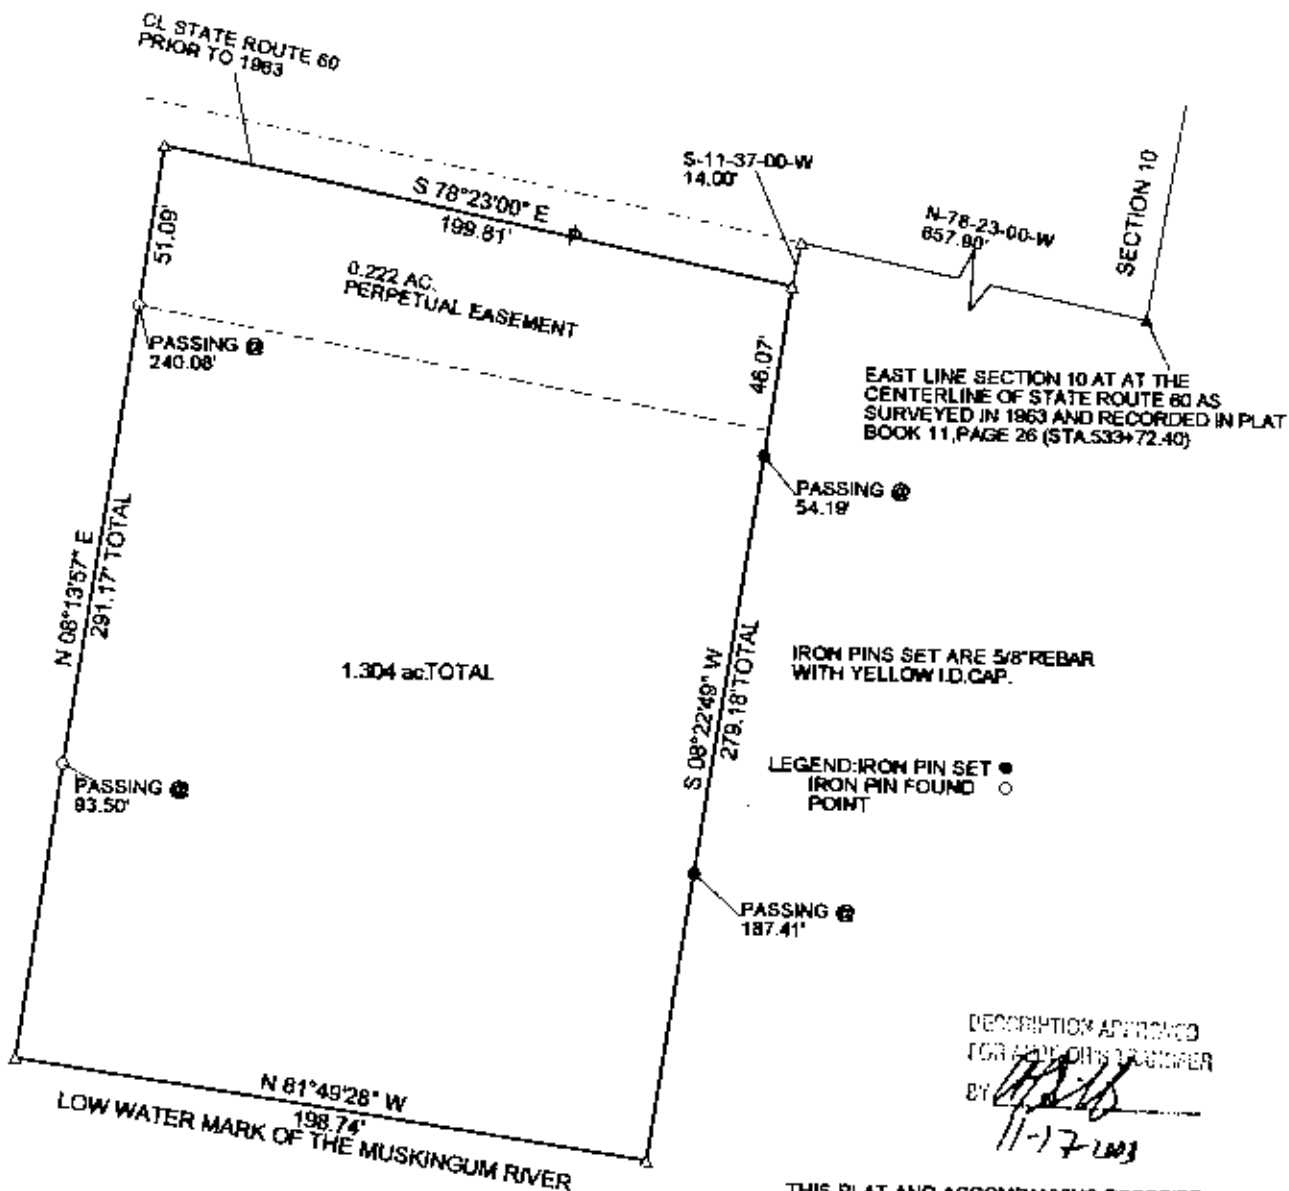 CL STATE ROUTE 60
PRIOR TO 1963
S-11-37-00-W
14.00'
N-78-23-00-W
657.90'
SECTION 10
S 78°23'00" E
199.81'
51.09'
0.222 AC.
PERPETUAL EASEMENT
PASSING @
240.08'
46.07'
EAST LINE SECTION 10 AT AT THE
CENTERLINE OF STATE ROUTE 60 AS
SURVEYED IN 1963 AND RECORDED IN PLAT
BOOK 11,PAGE 26 (STA.533+72.40)
PASSING @
54.19'
N 08°13'57" E
291.17' TOTAL
1.304 ac.TOTAL
S 08°22'49" W
279.18' TOTAL
IRON PINS SET ARE 5/8"REBAR
WITH YELLOW I.D.CAP.
LEGEND:IRON PIN SET
IRON PIN FOUND
POINT
PASSING @
93.50'
PASSING @
187.41'
DESCRIPTION APPROVED
FOR
BY
11-17-2003
N 81°49'28" W
198.74'
LOW WATER MARK OF THE MUSKINGUM RIVER